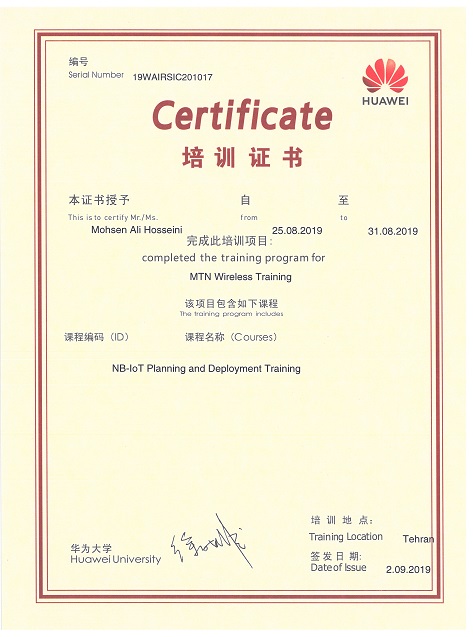 编号
Serial Number 19WAIRSIC201017
HUAWEI
Certificate
培训证书
本证书授予 自 至
This is to certify Mr./Ms. from to
Mohsen Ali Hosseini 25.08.2019 31.08.2019
完成此培训项目:
completed the training program for
MTN Wireless Training
该项目包含如下课程
The training program includes
课程编码（ID） 课程名称（Courses）
NB-IoT Planning and Deployment Training
培训地点:
Training Location Tehran
华为大学
Huawei University
签发日期:
Date of Issue 2.09.2019